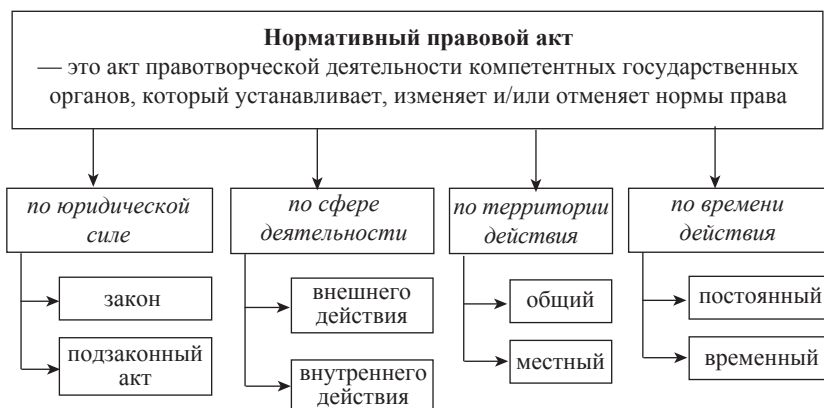 Нормативный правовой акт
— это акт правотворческой деятельности компетентных государственных
органов, который устанавливает, изменяет и/или отменяет нормы права
по юридической
силе
закон
подзаконный
акт
по сфере
деятельности
внешнего
действия
внутреннего
действия
по территории
действия
общий
местный
по времени
действия
постоянный
временный